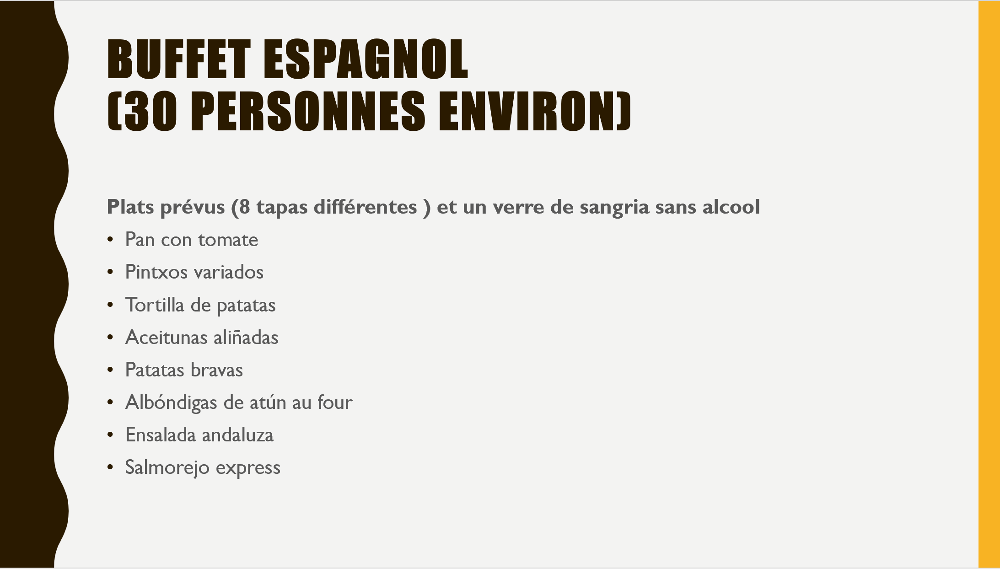 BUFFET ESPAGNOL
(30 PERSONNES ENVIRON)
Plats prévus (8 tapas différentes ) et un verre de sangria sans alcool
• Pan con tomate
• Pintxos variados
• Tortilla de patatas
• Aceitunas aliñadas
• Patatas bravas
• Albóndigas de atún au four
• Ensalada andaluza
• Salmorejo express